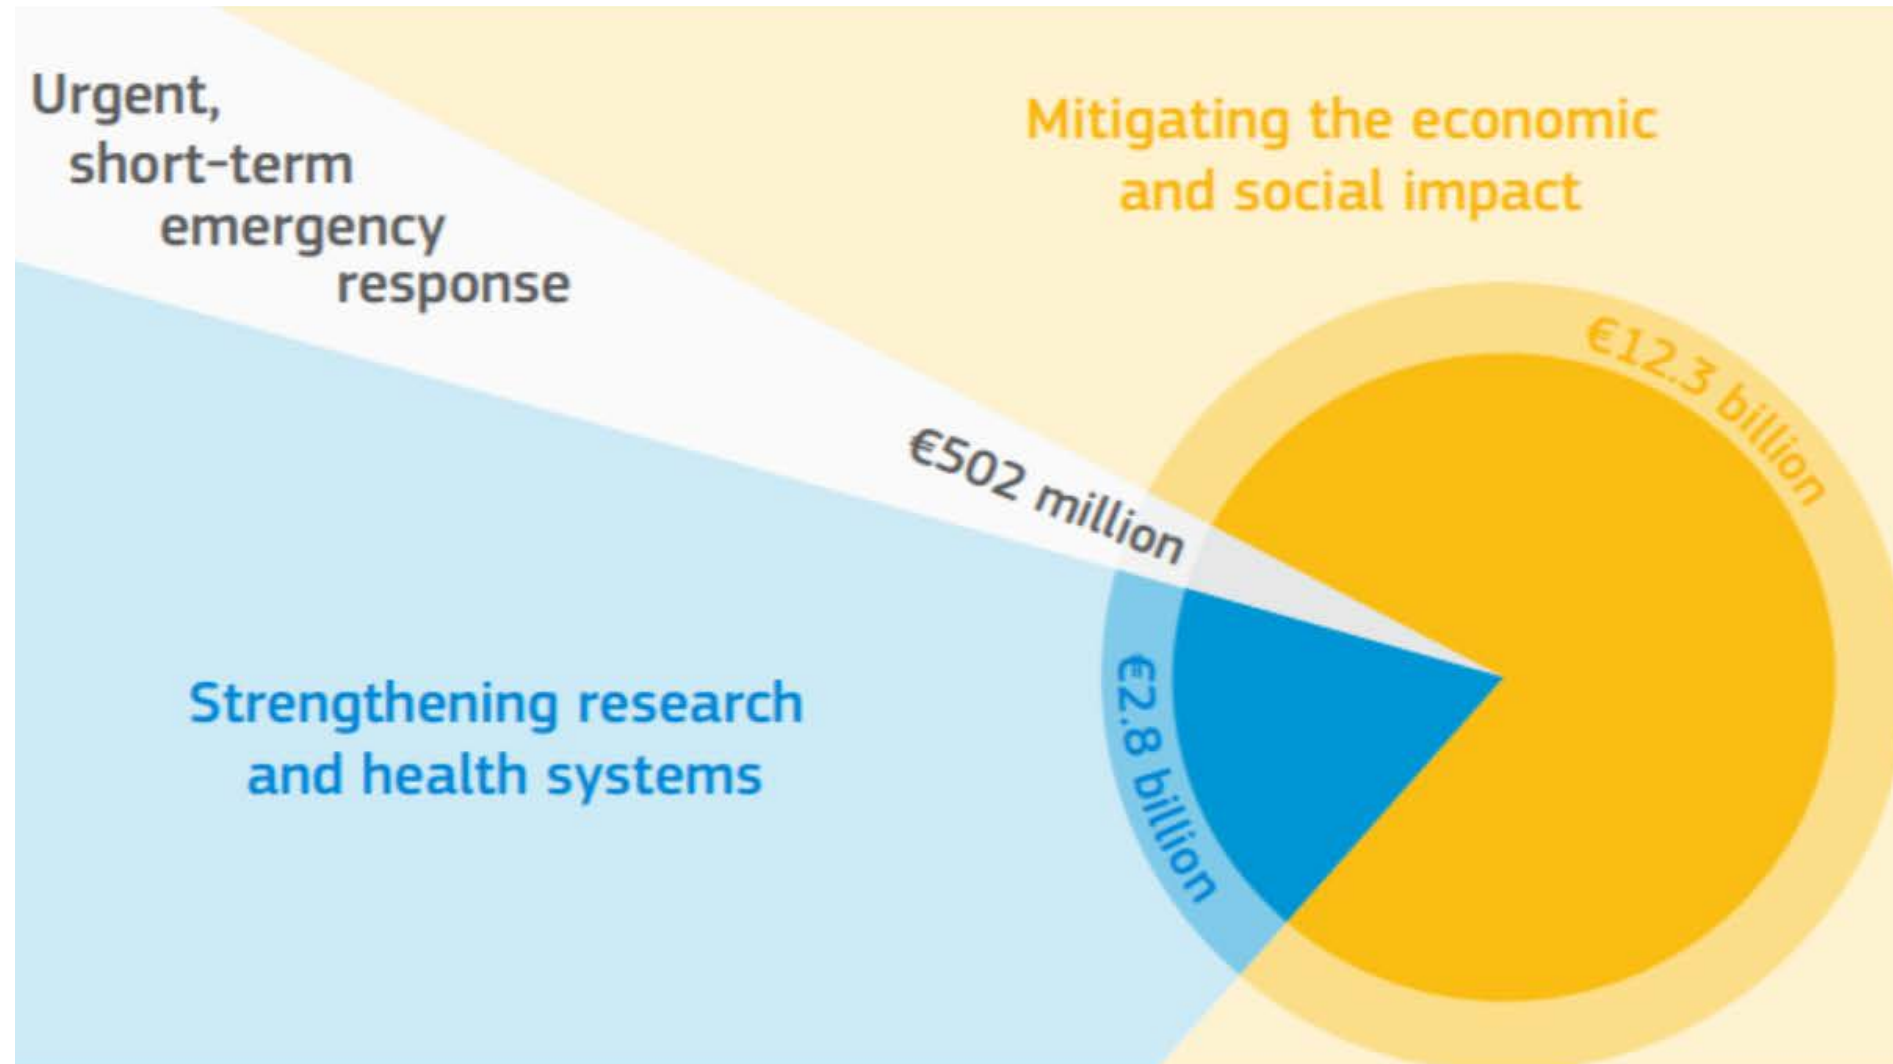 Urgent,
short-term
emergency
response
Mitigating the economic
and social impact
€12.3 billion
€502 million
Strengthening research
and health systems
€2.8 billion